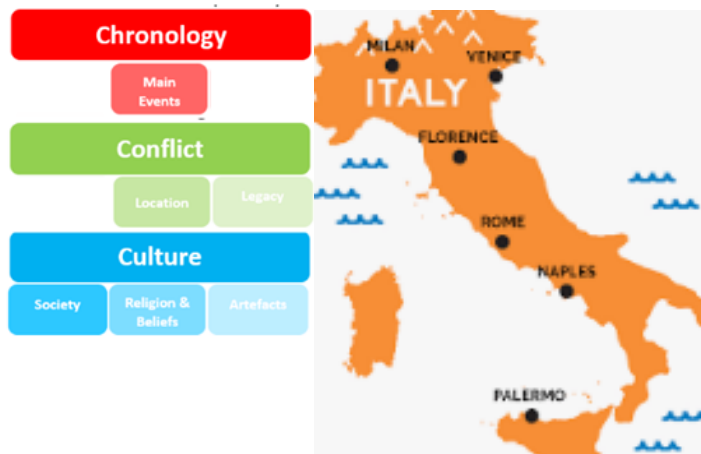 Chronology
Main
Events
Conflict
Location
Legacy
Culture
Society
Religion &
Beliefs
Artefacts
MILAN
VENICE
ITALY
FLORENCE
ROME
NAPLES
PALERMO